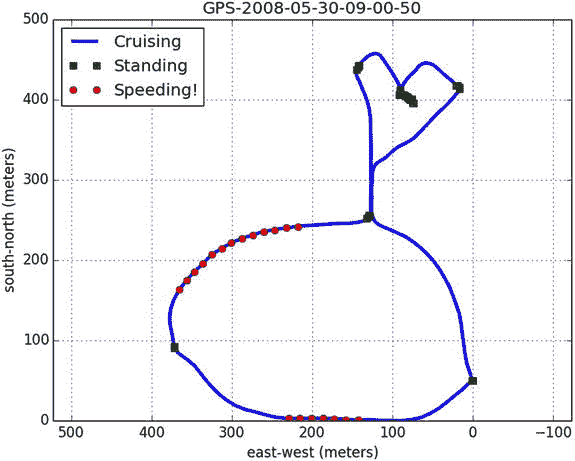 GPS-2008-05-30-09-00-50
500
Cruising
Standing
Speeding!
400
300
200
100
0
south-north (meters)
500 400 300 200 100 0 −100
east-west (meters)